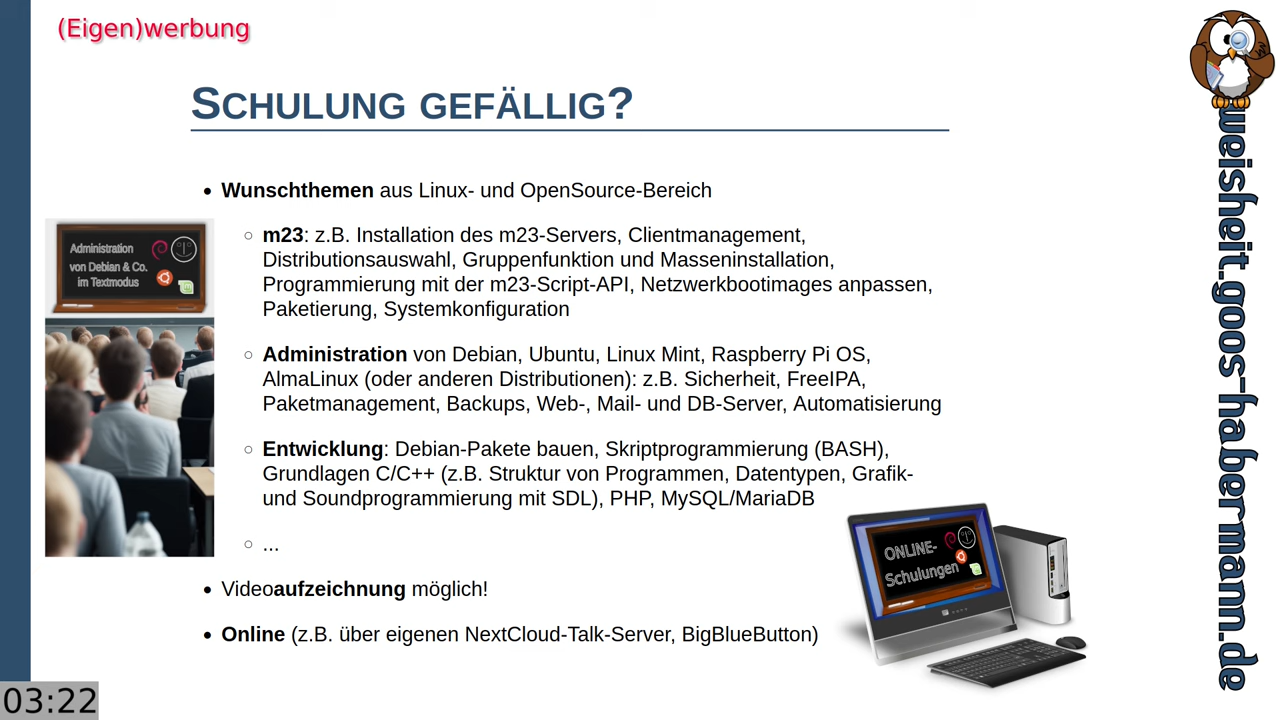 (Eigen)werbung
SCHULUNG GEFÄLLIG?
• Wunschthemen aus Linux- und OpenSource-Bereich
◦ m23: z.B. Installation des m23-Servers, Clientmanagement,
Distributionsauswahl, Gruppenfunktion und Masseninstallation,
Programmierung mit der m23-Script-API, Netzwerkbootimages anpassen,
Paketierung, Systemkonfiguration
◦ Administration von Debian, Ubuntu, Linux Mint, Raspberry Pi OS,
AlmaLinux (oder anderen Distributionen): z.B. Sicherheit, FreeIPA,
Paketmanagement, Backups, Web-, Mail- und DB-Server, Automatisierung
◦ Entwicklung: Debian-Pakete bauen, Skriptprogrammierung (BASH),
Grundlagen C/C++ (z.B. Struktur von Programmen, Datentypen, Grafik-
und Soundprogrammierung mit SDL), PHP, MySQL/MariaDB
◦ ...
• Videoaufzeichnung möglich!
• Online (z.B. über eigenen NextCloud-Talk-Server, BigBlueButton)
Administration
von Debian & Co.
im Textmodus
ONLINE-
Schulungen
weisheit.goos-habermann.de
03:22